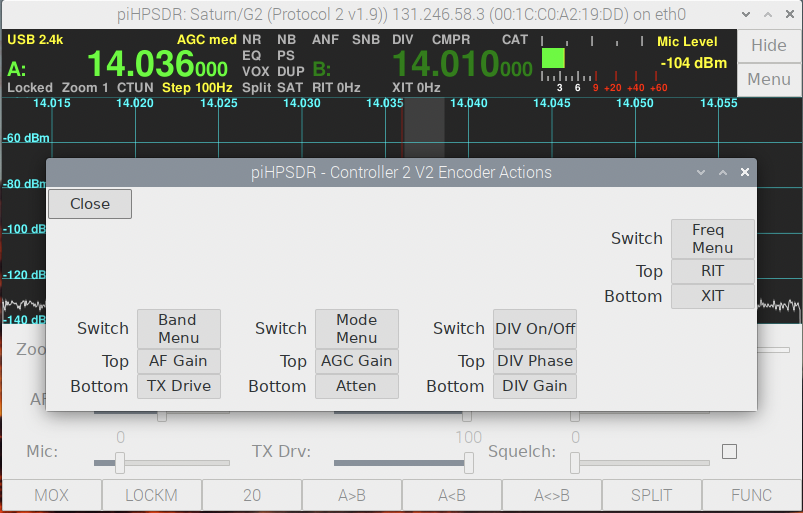 piHPSDR: Saturn/G2 (Protocol 2 v1.9)) 131.246.58.3 (00:1C:C0:A2:19:DD) on eth0
USB 2.4k AGC med NR NB ANF SNB DIV CMPR CAT Mic Level Hide
A: 14.036000 EQ PS B: 14.010000 -104 dBm
VOX DUP
Locked Zoom 1 CTUN Step 100Hz Split SAT RIT 0Hz XIT 0Hz 3 6 9 +20 +40 +60 Menu
14.015 14.020 14.025 14.030 14.035 14.040 14.045 14.050 14.055
-60 dBm
piHPSDR - Controller 2 V2 Encoder Actions
-80 dBm
Close
-100 dB
Switch Freq Menu
Top RIT
-120 dB
Bottom XIT
-140 dB
Switch Band Menu Switch Mode Menu Switch DIV On/Off
Zoo
Top AF Gain Top AGC Gain Top DIV Phase
Bottom TX Drive Bottom Atten Bottom DIV Gain
AF
0 100 0
Mic: TX Drv: Squelch:
MOX LOCKM 20 A>B A<B A<>B SPLIT FUNC